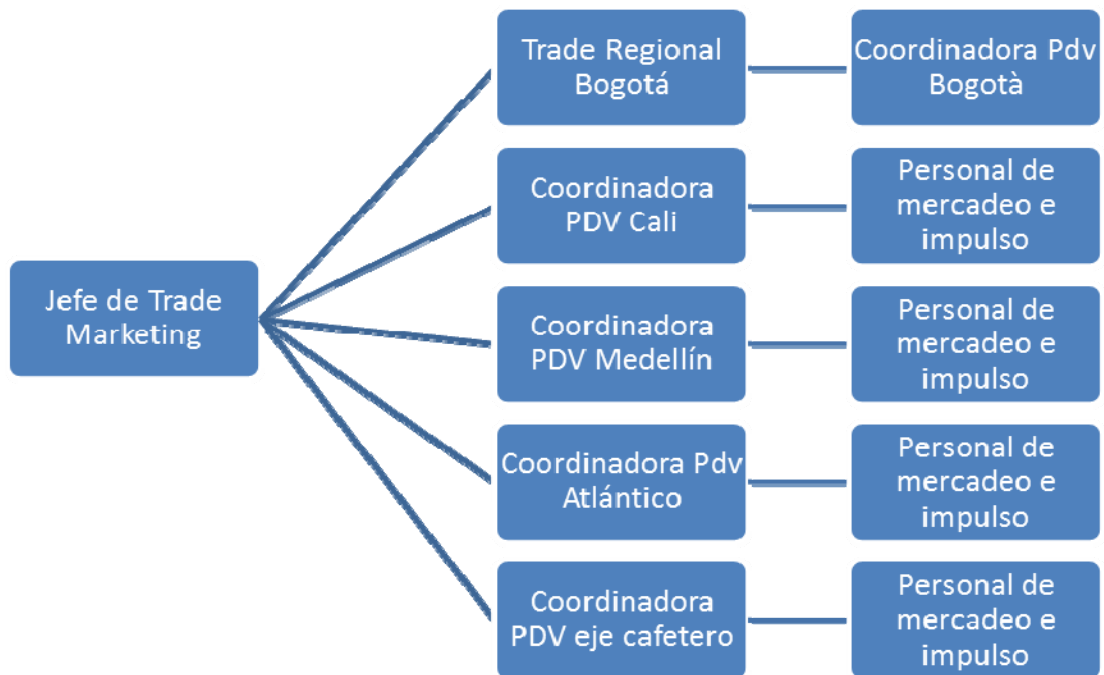 Jefe de Trade
Marketing
Trade Regional
Bogotá
Coordinadora Pdv
Bogotà
Coordinadora
PDV Cali
Personal de
mercadeo e
impulso
Coordinadora
PDV Medellín
Personal de
mercadeo e
impulso
Coordinadora Pdv
Atlántico
Personal de
mercadeo e
impulso
Coordinadora
PDV eje cafetero
Personal de
mercadeo e
impulso